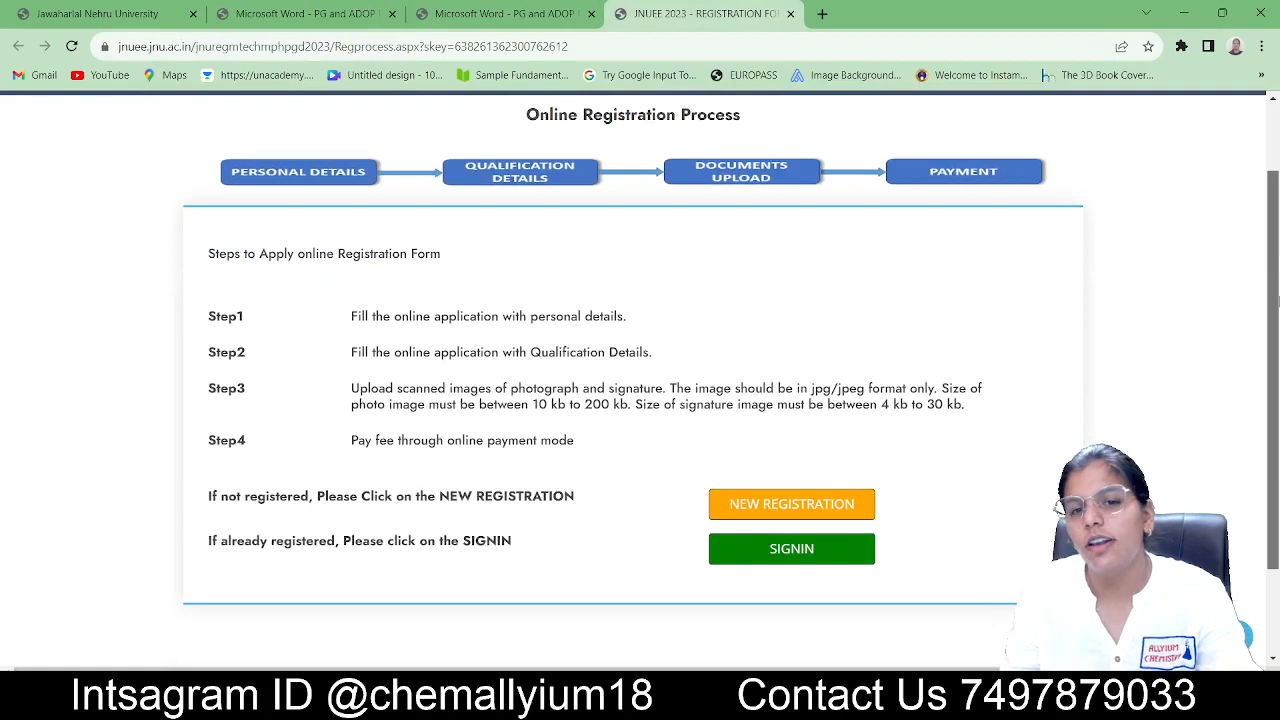 Jawaharlal Nehru University
Microsoft Word - PG and ADOP
Microsoft Word - PG and ADOP
JNUEE 2023 - REGISTRATION FOR
jnuee.jnu.ac.in/jnuregmtechmphpgd2023/Regprocess.aspx?skey=638261362300762612
Gmail
YouTube
Maps
https://unacademy....
Untitled design - 10...
Sample Fundament...
Try Google Input To...
EUROPASS
Image Background...
Welcome to Instam...
The 3D Book Cover...
Online Registration Process
PERSONAL DETAILS
QUALIFICATION
DETAILS
DOCUMENTS
UPLOAD
PAYMENT
Steps to Apply online Registration Form
Step1 Fill the online application with personal details.
Step2 Fill the online application with Qualification Details.
Step3 Upload scanned images of photograph and signature. The image should be in jpg/jpeg format only. Size of
photo image must be between 10 kb to 200 kb. Size of signature image must be between 4 kb to 30 kb.
Step4 Pay fee through online payment mode
If not registered, Please Click on the NEW REGISTRATION
NEW REGISTRATION
If already registered, Please click on the SIGNIN
SIGNIN
ALLYIUM
CHEMISTRY
Intsagram ID @chemallyium18
Contact Us 7497879033